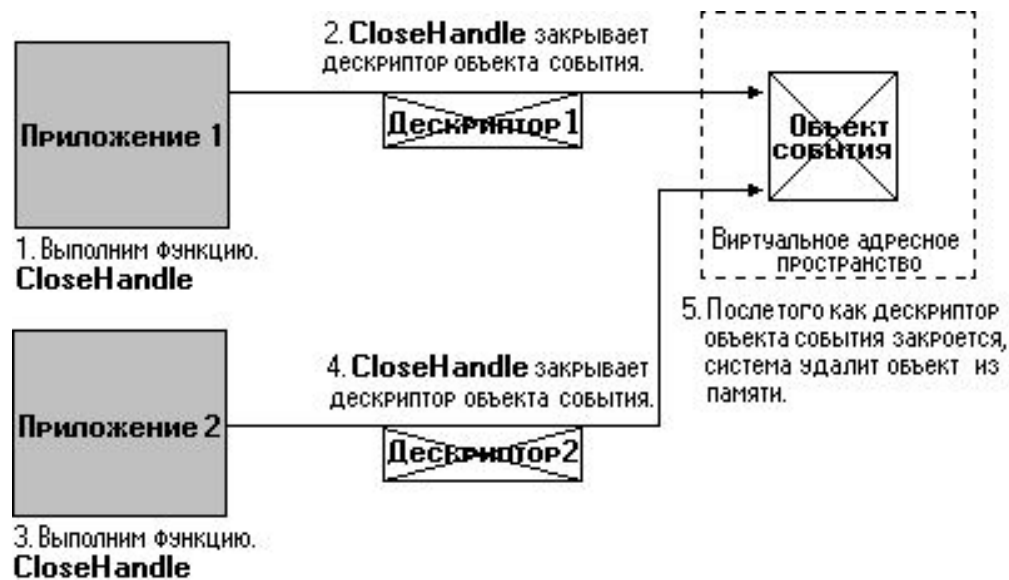 Приложение 1
1. Выполним функцию.
CloseHandle
2. CloseHandle закрывает
дескриптор объекта события.
Дескриптор1
Объект
события
Виртуальное адресное
пространство
Приложение 2
3. Выполним функцию.
CloseHandle
4. CloseHandle закрывает
дескриптор объекта события.
Дескриптор2
5. После того как дескриптор
объекта события закроется,
система удалит объект из
памяти.